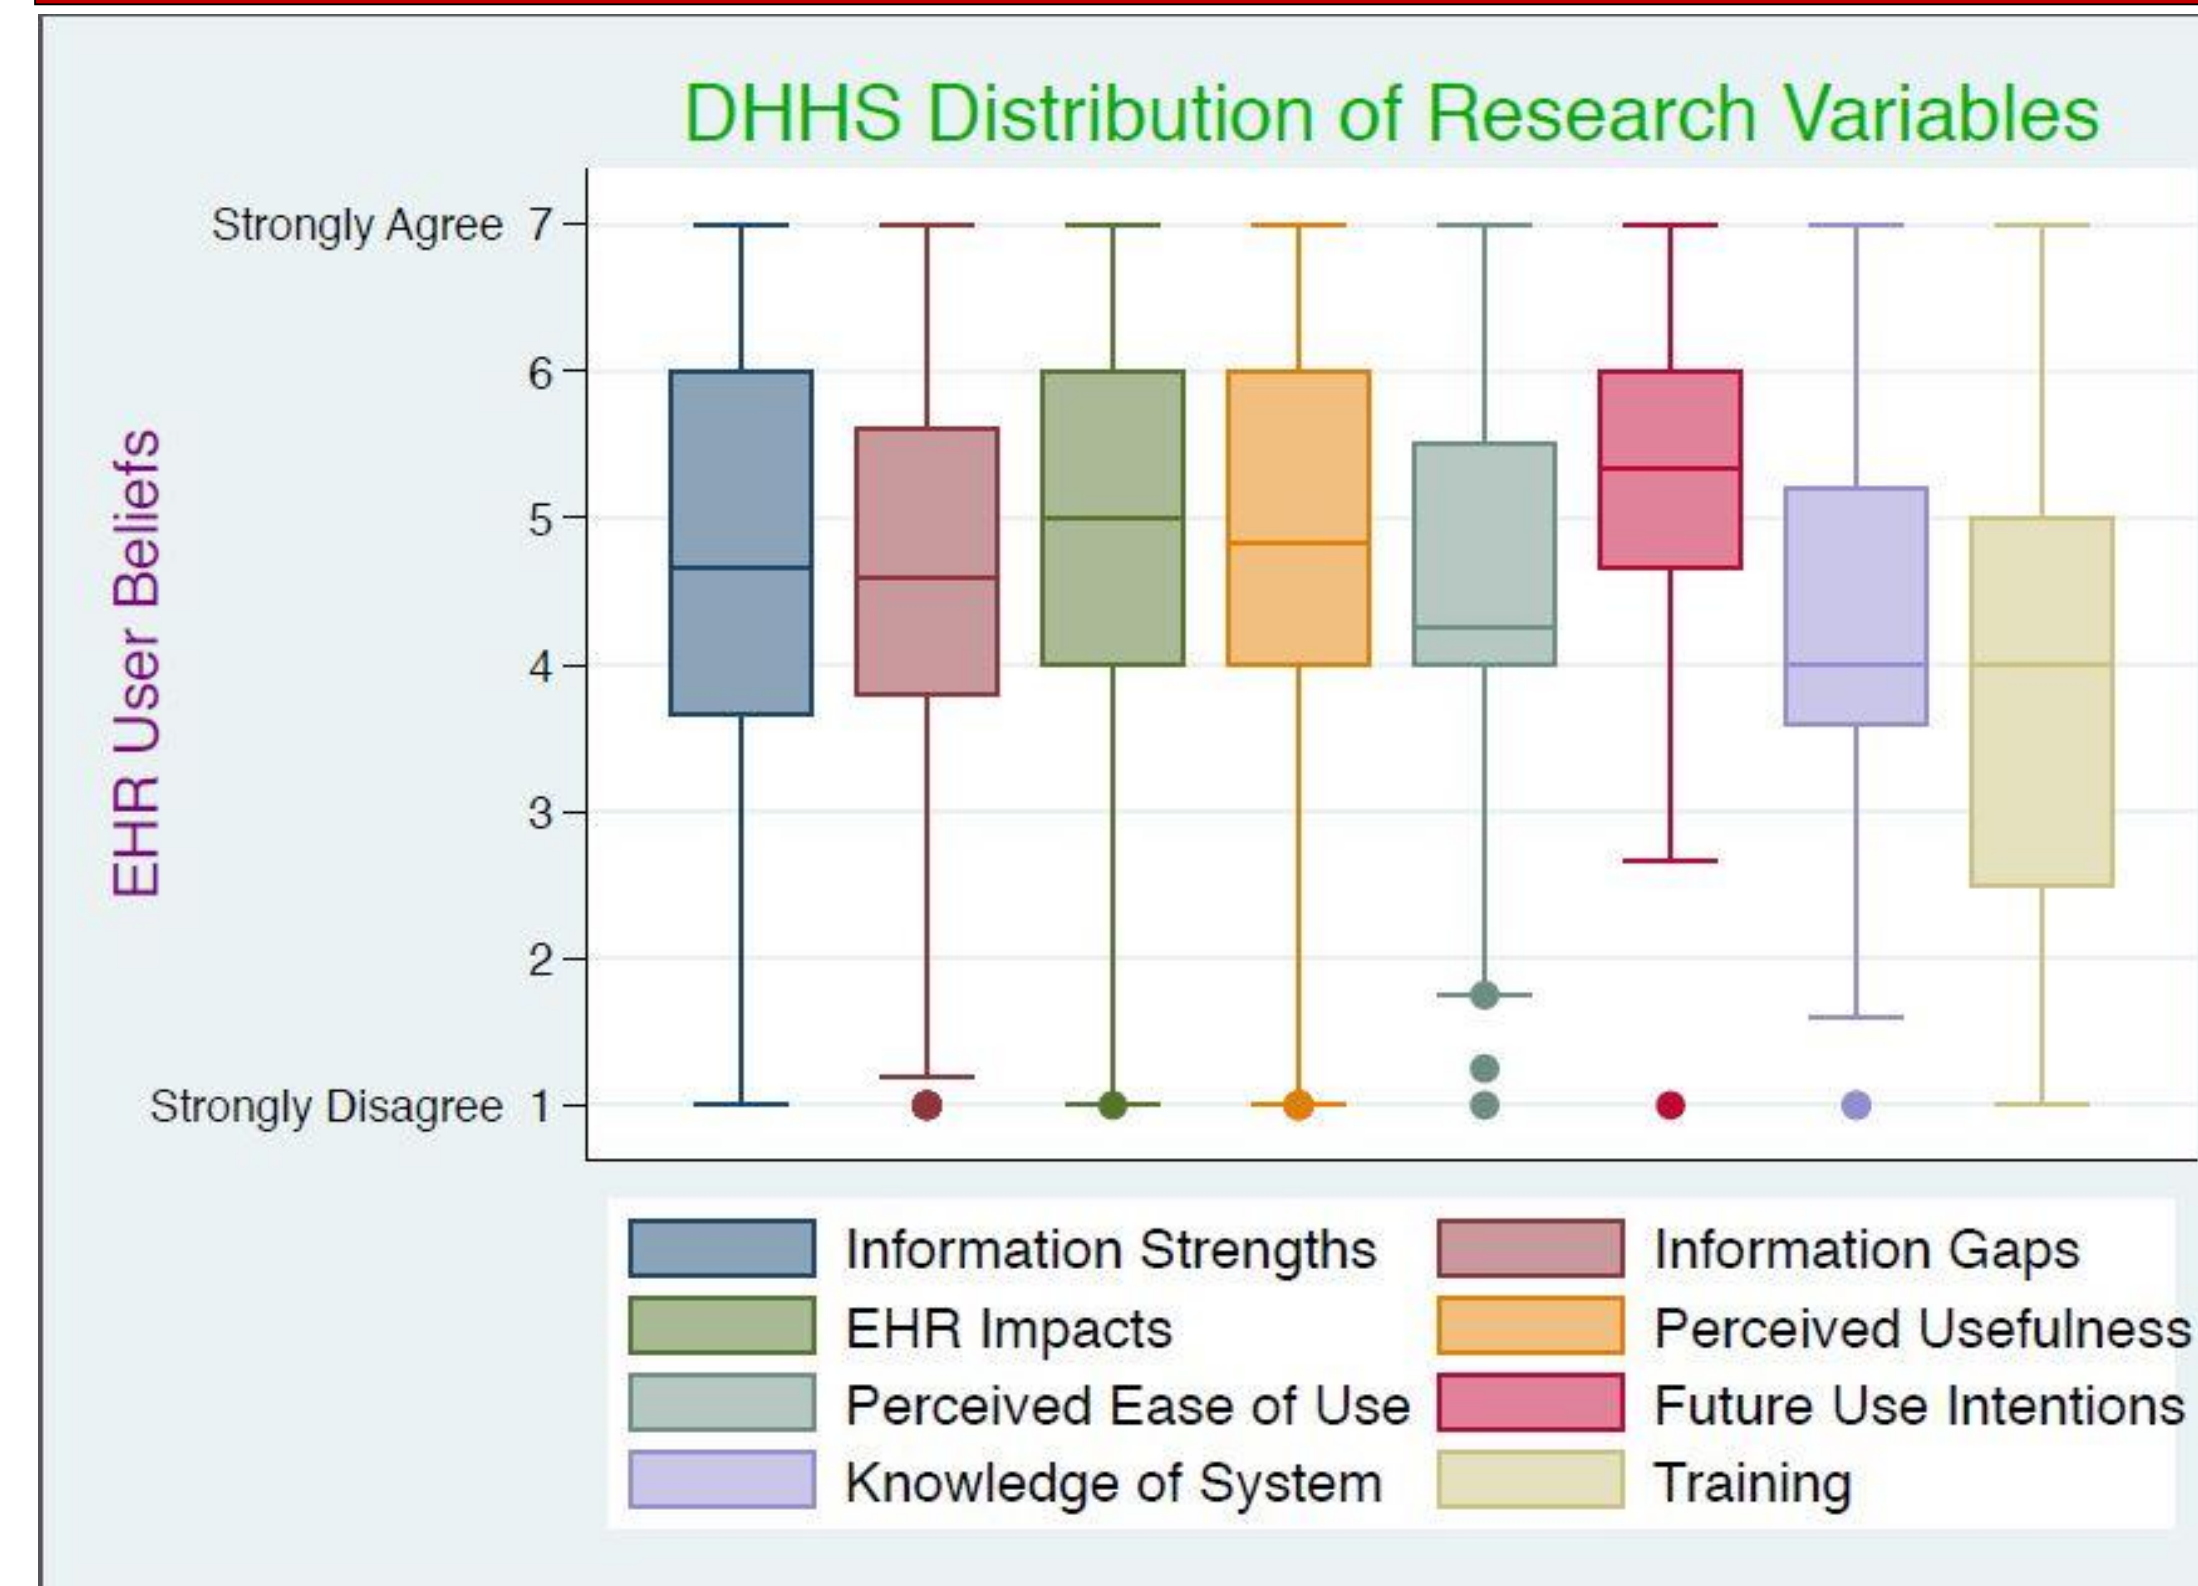 DHHS Distribution of Research Variables
Strongly Agree 7
6
5
4
3
2
Strongly Disagree 1
EHR User Beliefs
Information Strengths
Information Gaps
EHR Impacts
Perceived Usefulness
Perceived Ease of Use
Future Use Intentions
Knowledge of System
Training